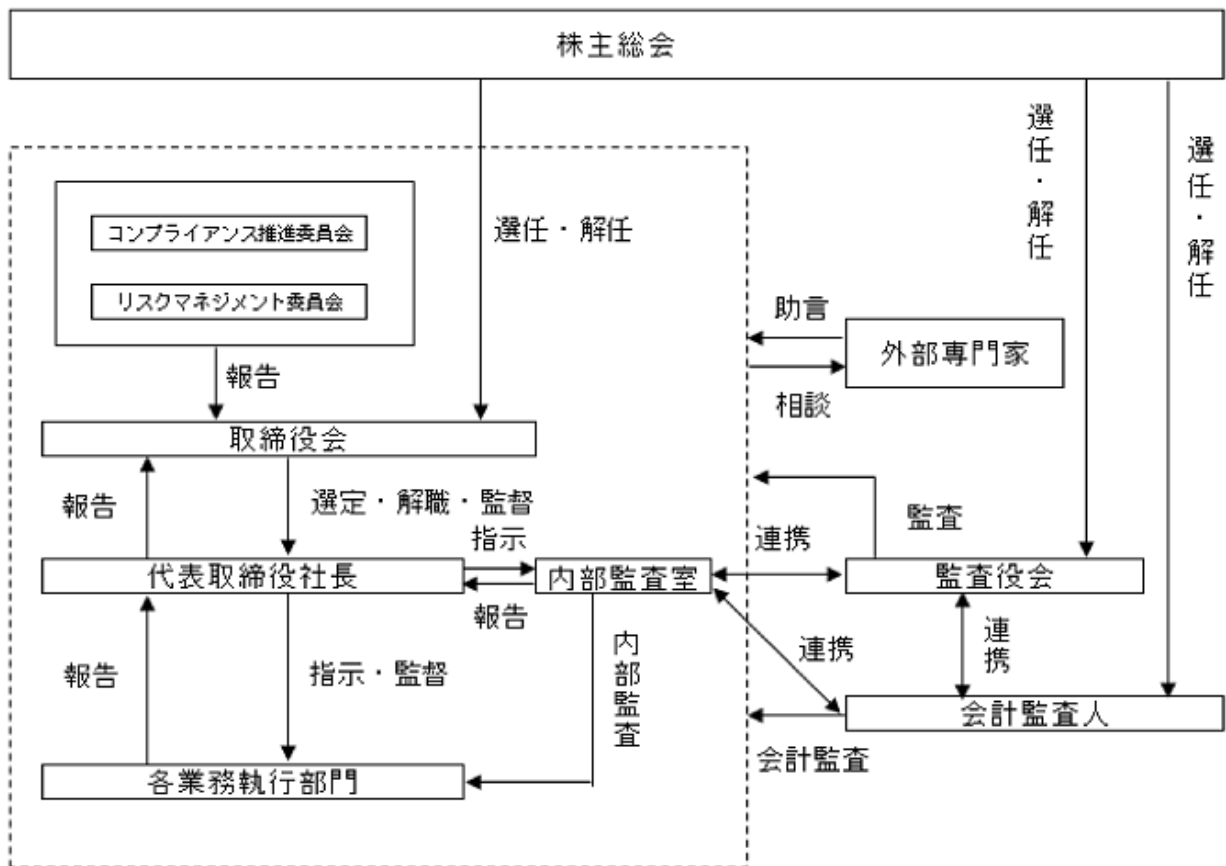 株主総会
選任・解任
選任・解任
選任・解任
コンプライアンス推進委員会
リスクマネジメント委員会
報告
助言
外部専門家
相談
取締役会
報告
選定・解職・監督
監査
指示
連携
代表取締役社長
内部監査室
監査役会
報告
報告
指示・監督
内部監査
連携
連携
会計監査人
会計監査
各業務執行部門